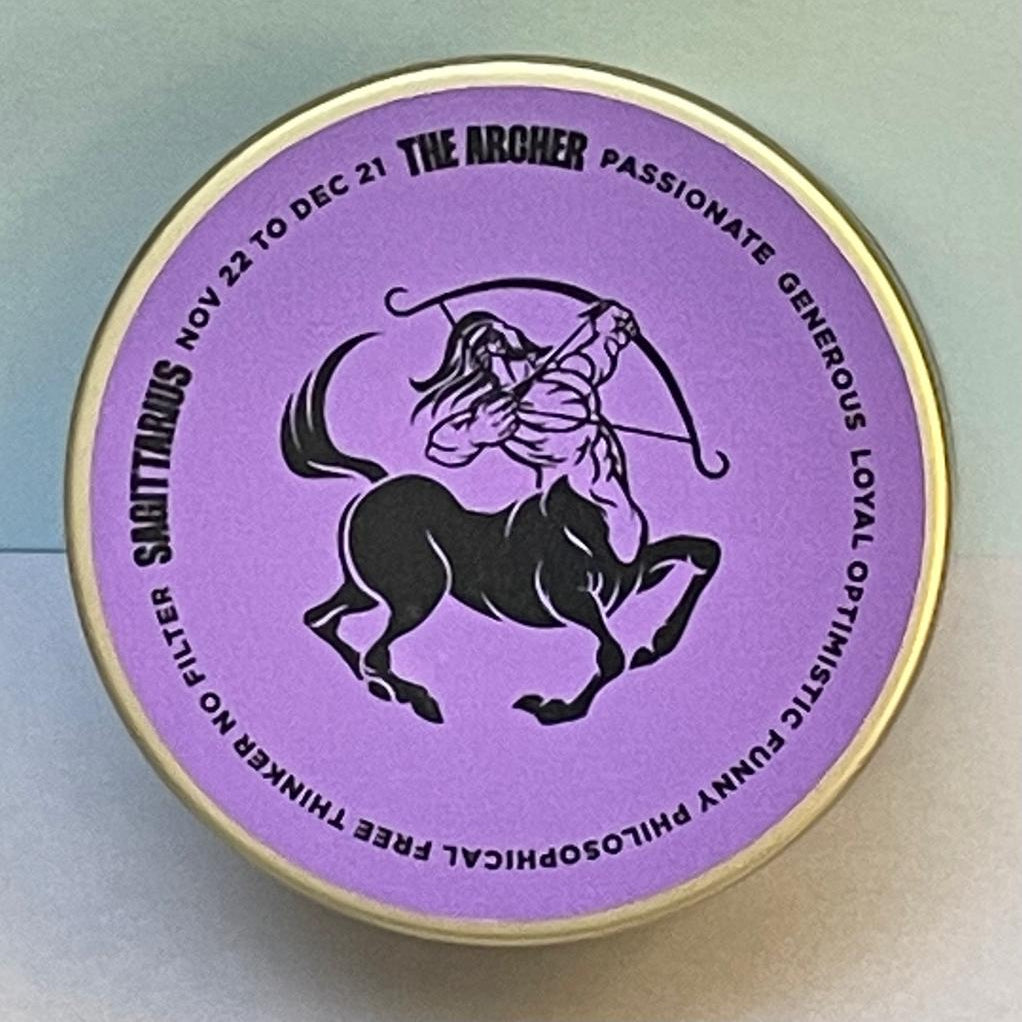 SAGITTARIUS NOV 22 TO DEC 21 THE ARCHER PASSIONATE GENEROUS LOYAL OPTIMISTIC FUNNY PHILOSOPHICAL FREE THINKER NO FILTER